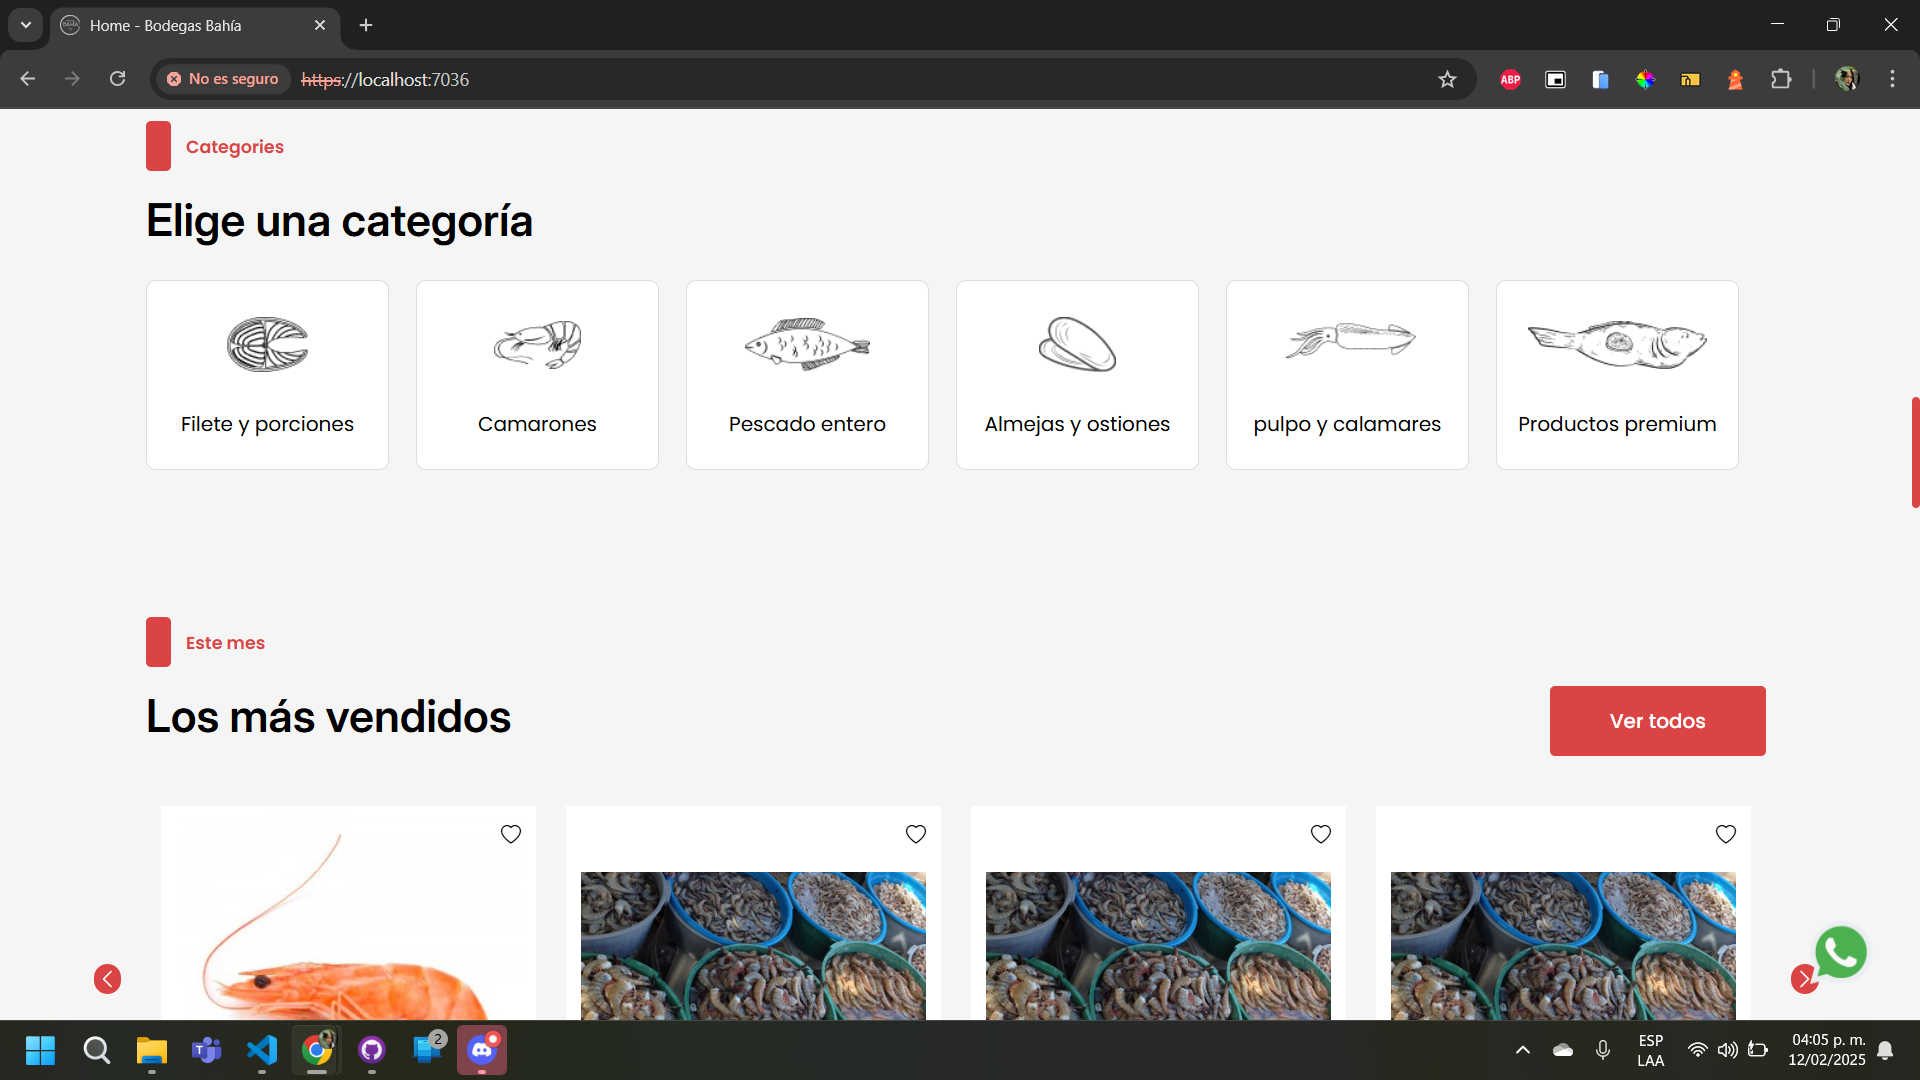 Home - Bodegas Bahía
No es seguro
https://localhost:7036
ABP
Categories
Elige una categoría
Filete y porciones
Camarones
Pescado entero
Almejas y ostiones
pulpo y calamares
Productos premium
Este mes
Los más vendidos
Ver todos
2
ESP
LAA
04:05 p. m.
12/02/2025